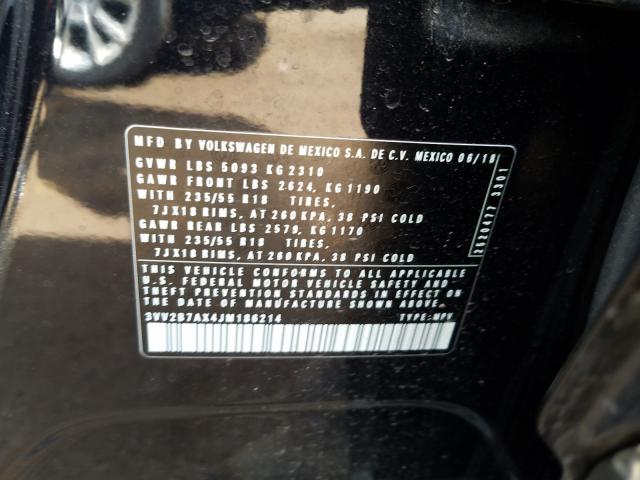 MFD BY VOLKSWAGEN DE MEXICO S.A. DE C.V. MEXICO 06/18
GVWR LBS 5093 KG 2310
GAWR FRONT LBS 2624, KG 1190
WITH 235/55 R18 TIRES,
7JX18 RIMS, AT 260 KPA, 38 PSI COLD
GAWR REAR LBS 2579, KG 1170
WITH 235/55 R18 TIRES,
7JX18 RIMS, AT 260 KPA, 38 PSI COLD
THIS VEHICLE CONFORMS TO ALL APPLICABLE
U.S. FEDERAL MOTOR VEHICLE SAFETY AND
THEFT PREVENTION STANDARDS IN EFFECT ON
THE DATE OF MANUFACTURE SHOWN ABOVE.
3VV2B7AX4JM186214 TYPE: MPV
2520477 3301